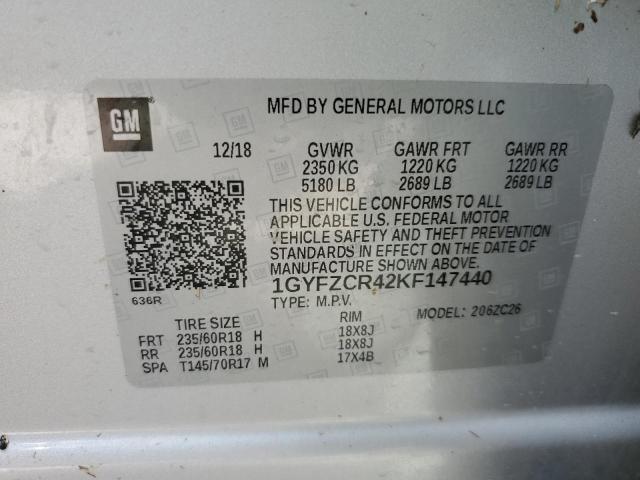 GM
MFD BY GENERAL MOTORS LLC
12/18 GVWR GAWR FRT GAWR RR
2350 KG 1220 KG 1220 KG
5180 LB 2689 LB 2689 LB
THIS VEHICLE CONFORMS TO ALL
APPLICABLE U.S. FEDERAL MOTOR
VEHICLE SAFETY AND THEFT PREVENTION
STANDARDS IN EFFECT ON THE DATE OF
MANUFACTURE SHOWN ABOVE.
1GYFZCR42KF147440
636R
TYPE: M.P.V. MODEL: 206ZC26
TIRE SIZE RIM
FRT 235/60R18 H 18X8J
RR 235/60R18 H 18X8J
SPA T145/70R17 M 17X4B